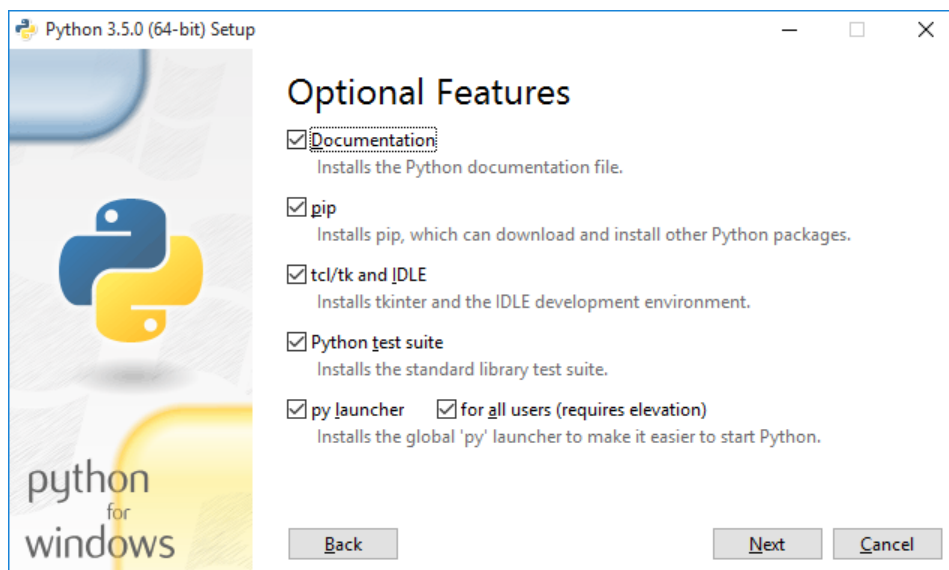 Python 3.5.0 (64-bit) Setup
Optional Features
Documentation
Installs the Python documentation file.
pip
Installs pip, which can download and install other Python packages.
tcl/tk and IDLE
Installs tkinter and the IDLE development environment.
Python test suite
Installs the standard library test suite.
py launcher for all users (requires elevation)
Installs the global 'py' launcher to make it easier to start Python.
python
for
windows
Back Next Cancel